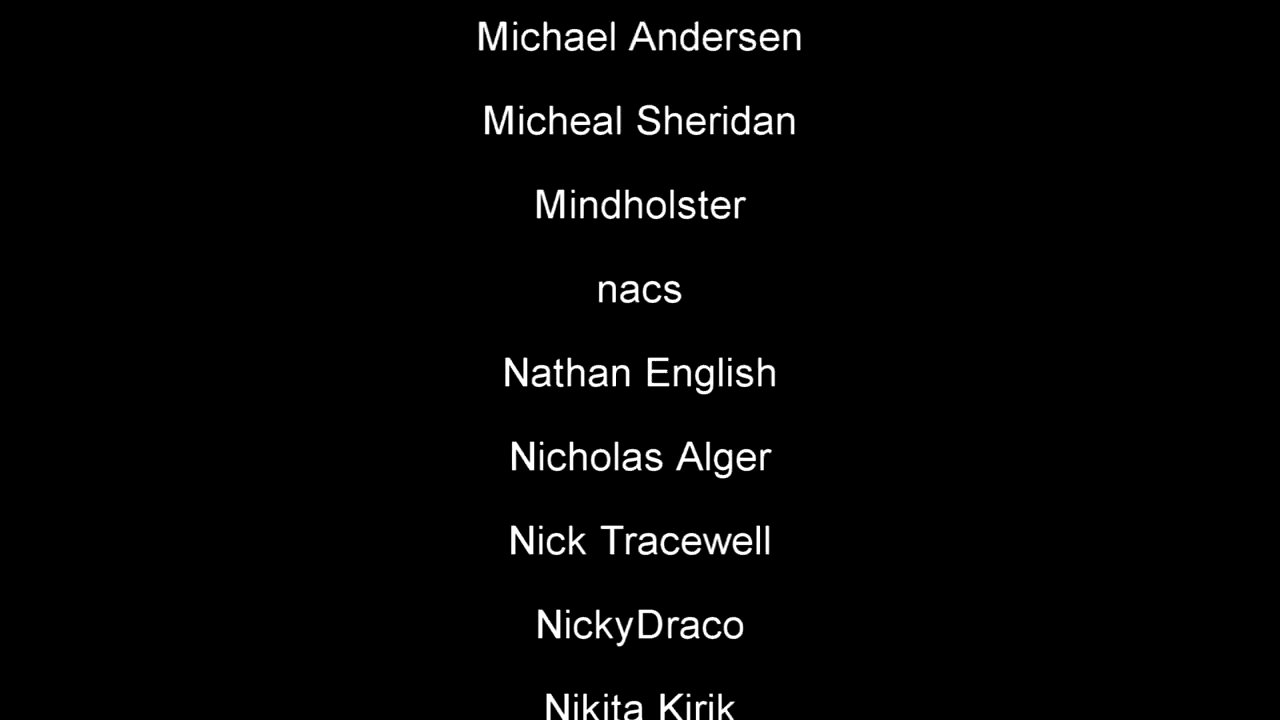 Michael Andersen
Micheal Sheridan
Mindholster
nacs
Nathan English
Nicholas Alger
Nick Tracewell
NickyDraco
Nikita Kirik